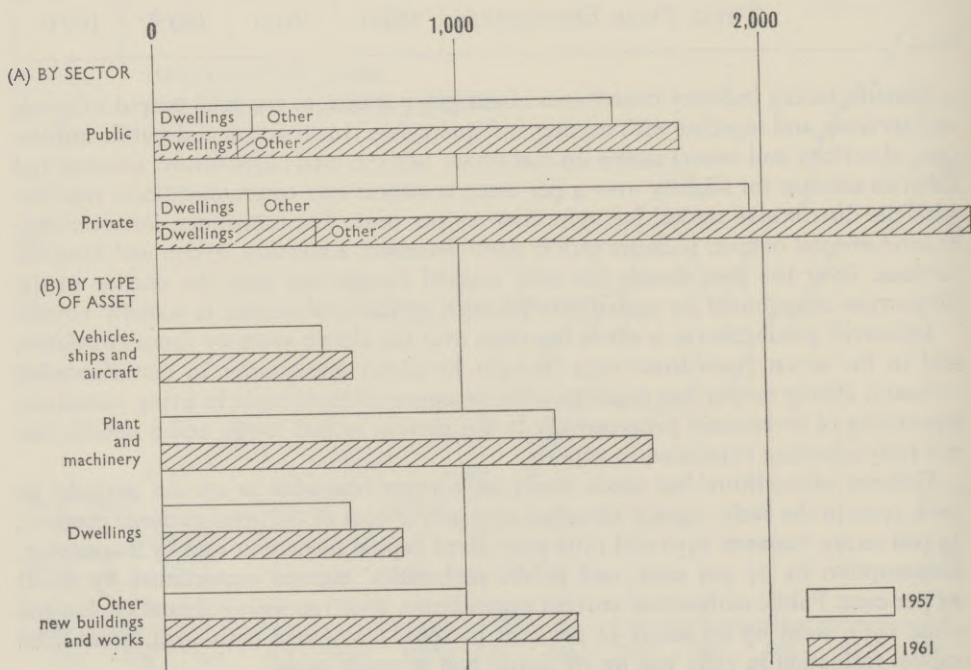 0 1,000 2,000
(A) BY SECTOR
Public
Dwellings Other
Dwellings Other
Private
Dwellings Other
Dwellings Other
(B) BY TYPE
OF ASSET
Vehicles,
ships and
aircraft
Plant
and
machinery
Dwellings
Other
new buildings
and works
1957
1961